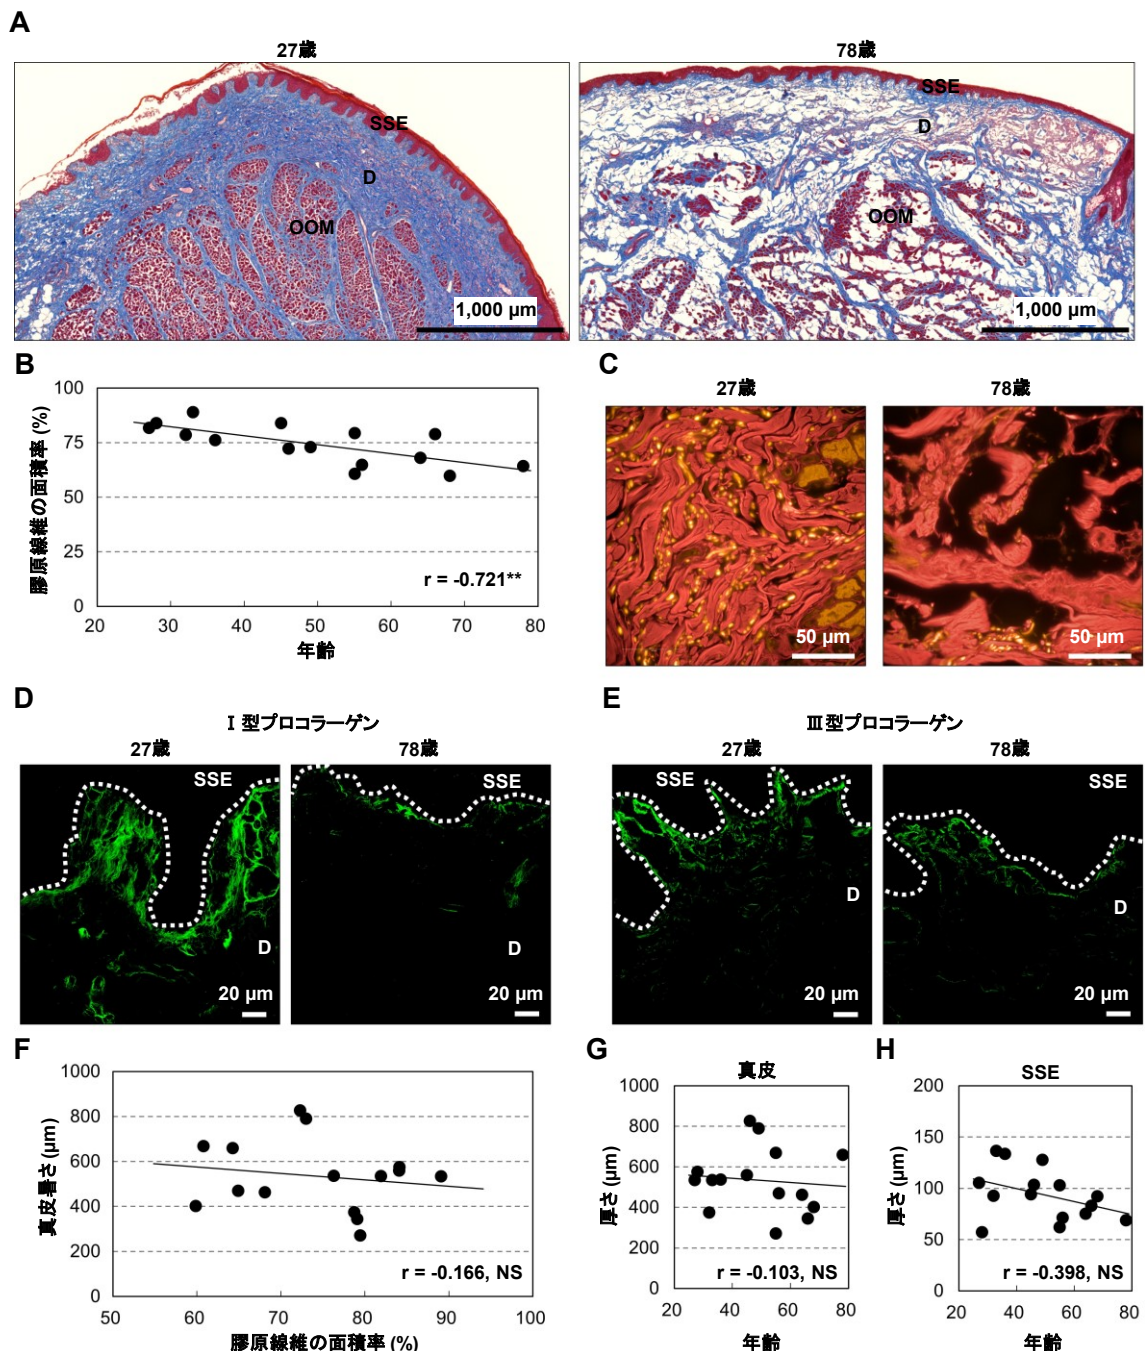 A
27歳
78歳
SSE
D
OOM
1,000 μm
SSE
D
OOM
1,000 μm
B
膠原線維の面積率 (%)
100
75
50
25
0
r = -0.721**
20 30 40 50 60 70 80
年齢
C
27歳
78歳
50 μm
50 μm
D
Ⅰ型プロコラーゲン
27歳
78歳
SSE
D
20 μm
SSE
D
20 μm
E
Ⅲ型プロコラーゲン
27歳
78歳
SSE
D
20 μm
SSE
D
20 μm
F
真皮暑さ (μm)
1000
800
600
400
200
0
r = -0.166, NS
50 60 70 80 90 100
膠原線維の面積率 (%)
G
真皮
厚さ (μm)
1000
800
600
400
200
0
r = -0.103, NS
20 40 60 80
年齢
H
SSE
厚さ (μm)
200
150
100
50
0
r = -0.398, NS
20 40 60 80
年齢